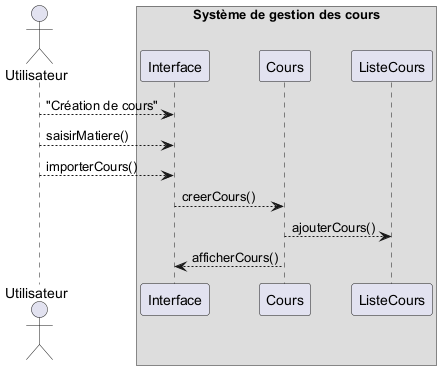 Système de gestion des cours
Utilisateur
Interface
Cours
ListeCours
"Création de cours"
saisirMatiere()
importerCours()
creerCours()
ajouterCours()
afficherCours()
Utilisateur
Interface
Cours
ListeCours